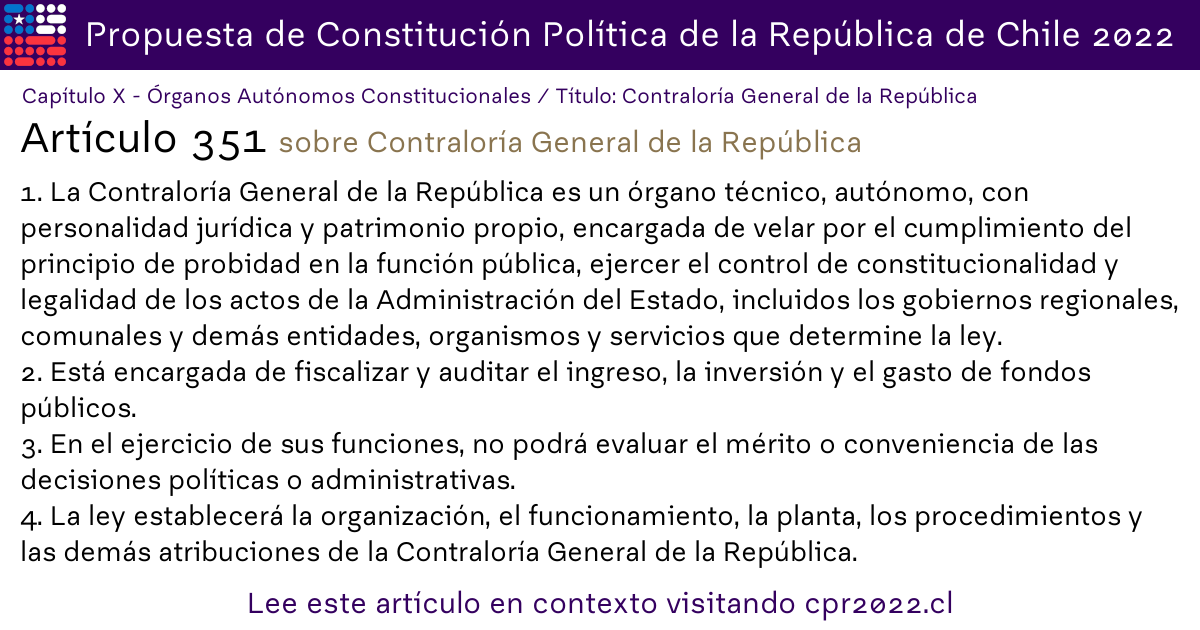 Propuesta de Constitución Política de la República de Chile 2022
Capítulo X - Órganos Autónomos Constitucionales / Título: Contraloría General de la República
Artículo 351 sobre Contraloría General de la República
1. La Contraloría General de la República es un órgano técnico, autónomo, con
personalidad jurídica y patrimonio propio, encargada de velar por el cumplimiento del
principio de probidad en la función pública, ejercer el control de constitucionalidad y
legalidad de los actos de la Administración del Estado, incluidos los gobiernos regionales,
comunales y demás entidades, organismos y servicios que determine la ley.
2. Está encargada de fiscalizar y auditar el ingreso, la inversión y el gasto de fondos
públicos.
3. En el ejercicio de sus funciones, no podrá evaluar el mérito o conveniencia de las
decisiones políticas o administrativas.
4. La ley establecerá la organización, el funcionamiento, la planta, los procedimientos y
las demás atribuciones de la Contraloría General de la República.
Lee este artículo en contexto visitando cpr2022.cl